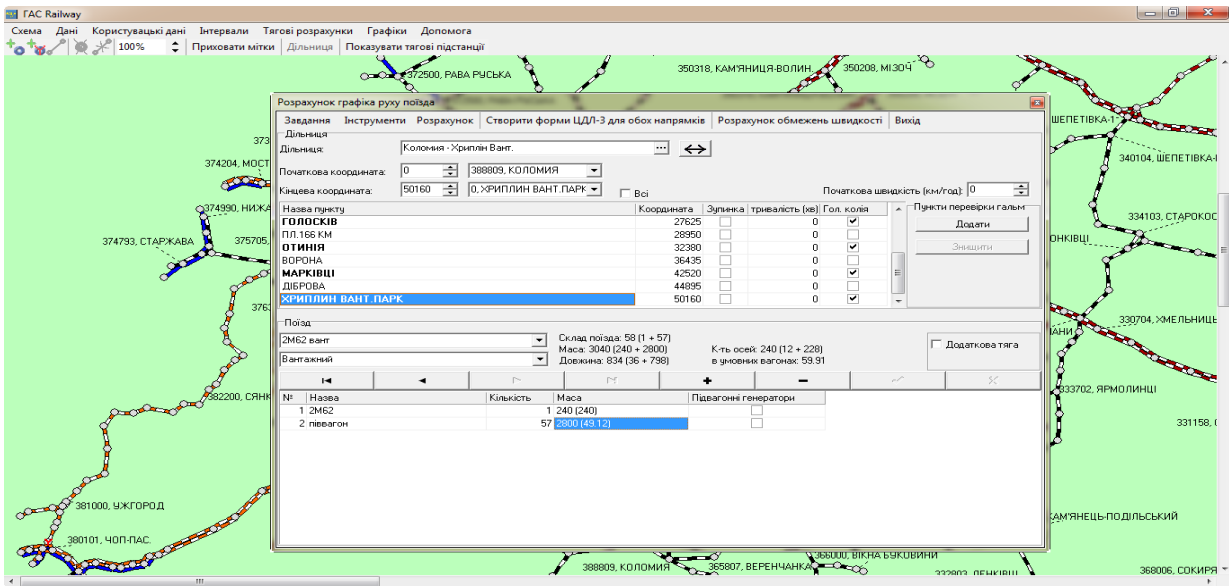 ГАС Railway
Схема Дані Користувацькі дані Інтервали Тягові розрахунки Графіки Допомога
100% Приховати мітки Дільниця Показувати тягові підстанції
372500, РАВА РУСЬКА
350318, КАМ'ЯНИЦЯ-ВОЛИН.
350208, МІЗОЧ
Розрахунок графіка руху поїзда
Завдання Інструменти Розрахунок Створити форми ЦДЛ-3 для обох напрямків Розрахунок обмежень швидкості Вихід
ШЕПЕТІВКА-1
Дільниця
Дільниця: Коломия - Хриплін Вант. ...
373
340104, ШЕПЕТІВКА-
374204, МОСТ
Початкова координата: 0 388809, КОЛОМИЯ
Кінцева координата: 50160 0, ХРИПЛИН ВАНТ.ПАРК Всі Початкова швидкість (км/год): 0
374990, НИЖА
Назва пункту Координата Зупинка тривалість (хв) Гол. колія
Пункти перевірки гальм
ГОЛОСКІВ 27625 0
Додати
334103, СТАРОКОС
ПЛ.166 КМ 28950 0
374793, СТАРЖАВА
375705,
ОТИНІЯ 32380 0
Знищити
ОНКІВЦІ
ВОРОНА 36435 0
МАРКІВЦІ 42520 0
ДІБРОВА 44895 0
ХРИПЛИН ВАНТ.ПАРК 50160 0
376
330704, ХМЕЛЬНИЦЬ
Поїзд
2М62 вант
Склад поїзда: 58 (1 + 57)
Маса: 3040 (240 + 2800) К-ть осей: 240 (12 + 228)
Додаткова тяга
Вантажний
Довжина: 834 (36 + 798) в умовних вагонах: 59.91
382200, СЯНК
333702, ЯРМОЛИНЦІ
№ Назва Кількість Маса Підвагонні генератори
1 2М62 1 240 (240)
2 піввагон 57 2800 (49.12)
331158, (
381000, УЖГОРОД
КАМ'ЯНЕЦЬ-ПОДІЛЬСЬКИЙ
380101, ЧОП-ПАС.
366000, ВІКНА БУКОВИНИ
388809, КОЛОМИЯ
365807, ВЕРЕНЧАНКА
368006, СОКИРЯ